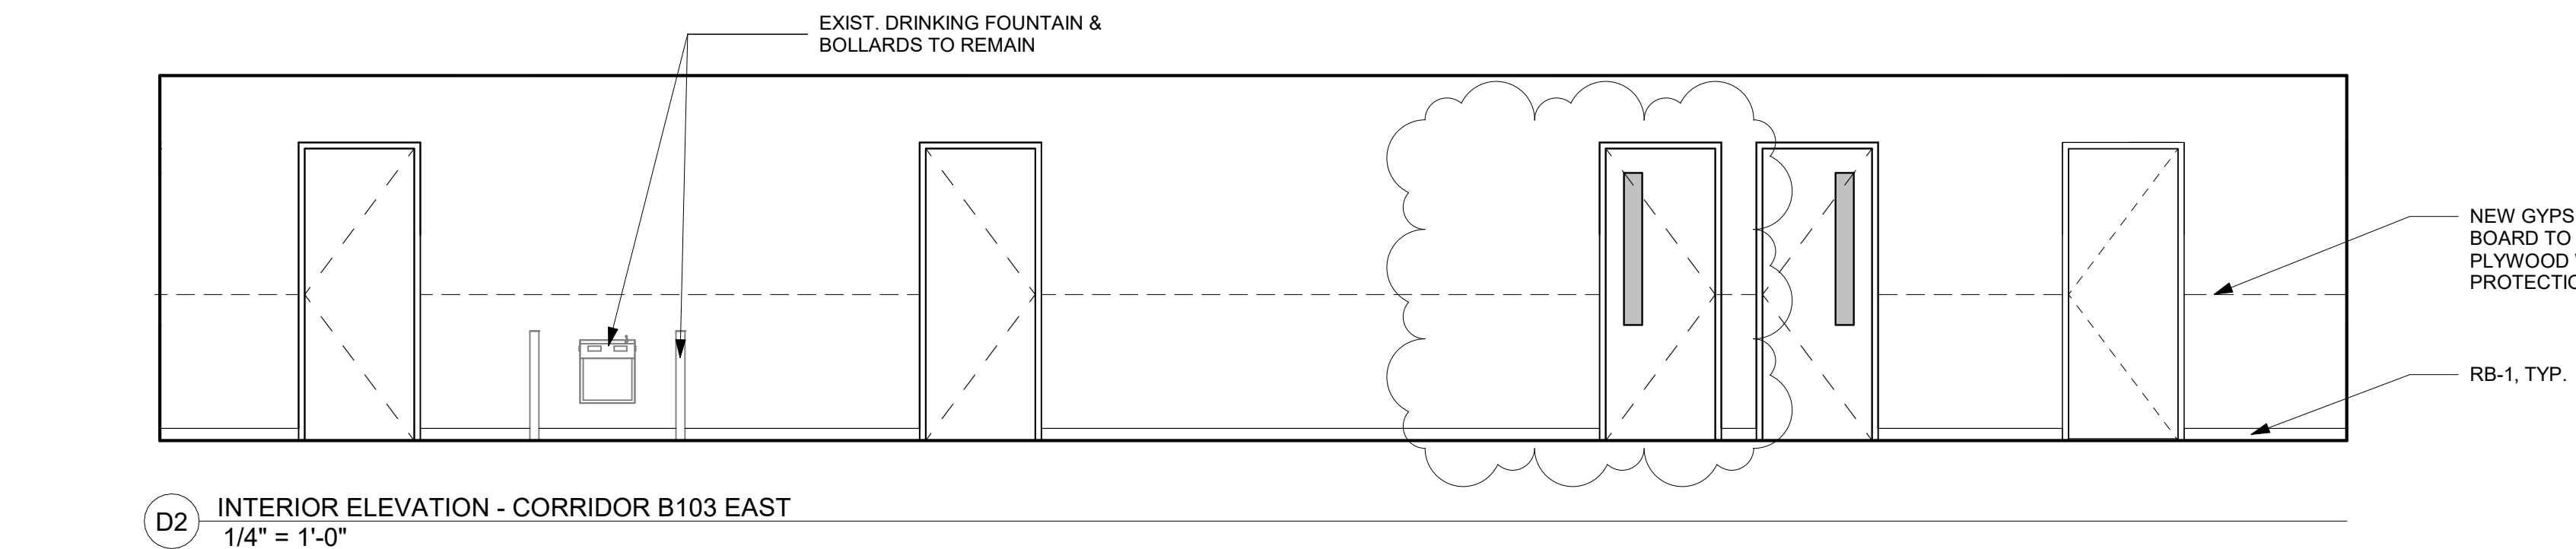 EXIST. DRINKING FOUNTAIN &
BOLLARDS TO REMAIN
NEW GYPS
BOARD TO
PLYWOOD
PROTECTIO
RB-1, TYP.
D2
INTERIOR ELEVATION - CORRIDOR B103 EAST
1/4" = 1'-0"